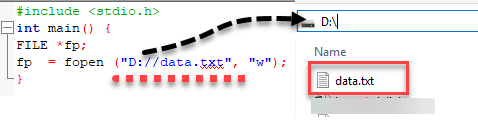 #include <stdio.h>
int main() {
FILE *fp;
fp  = fopen ("D://data.txt", "w");
}
D:\
Name
data.txt